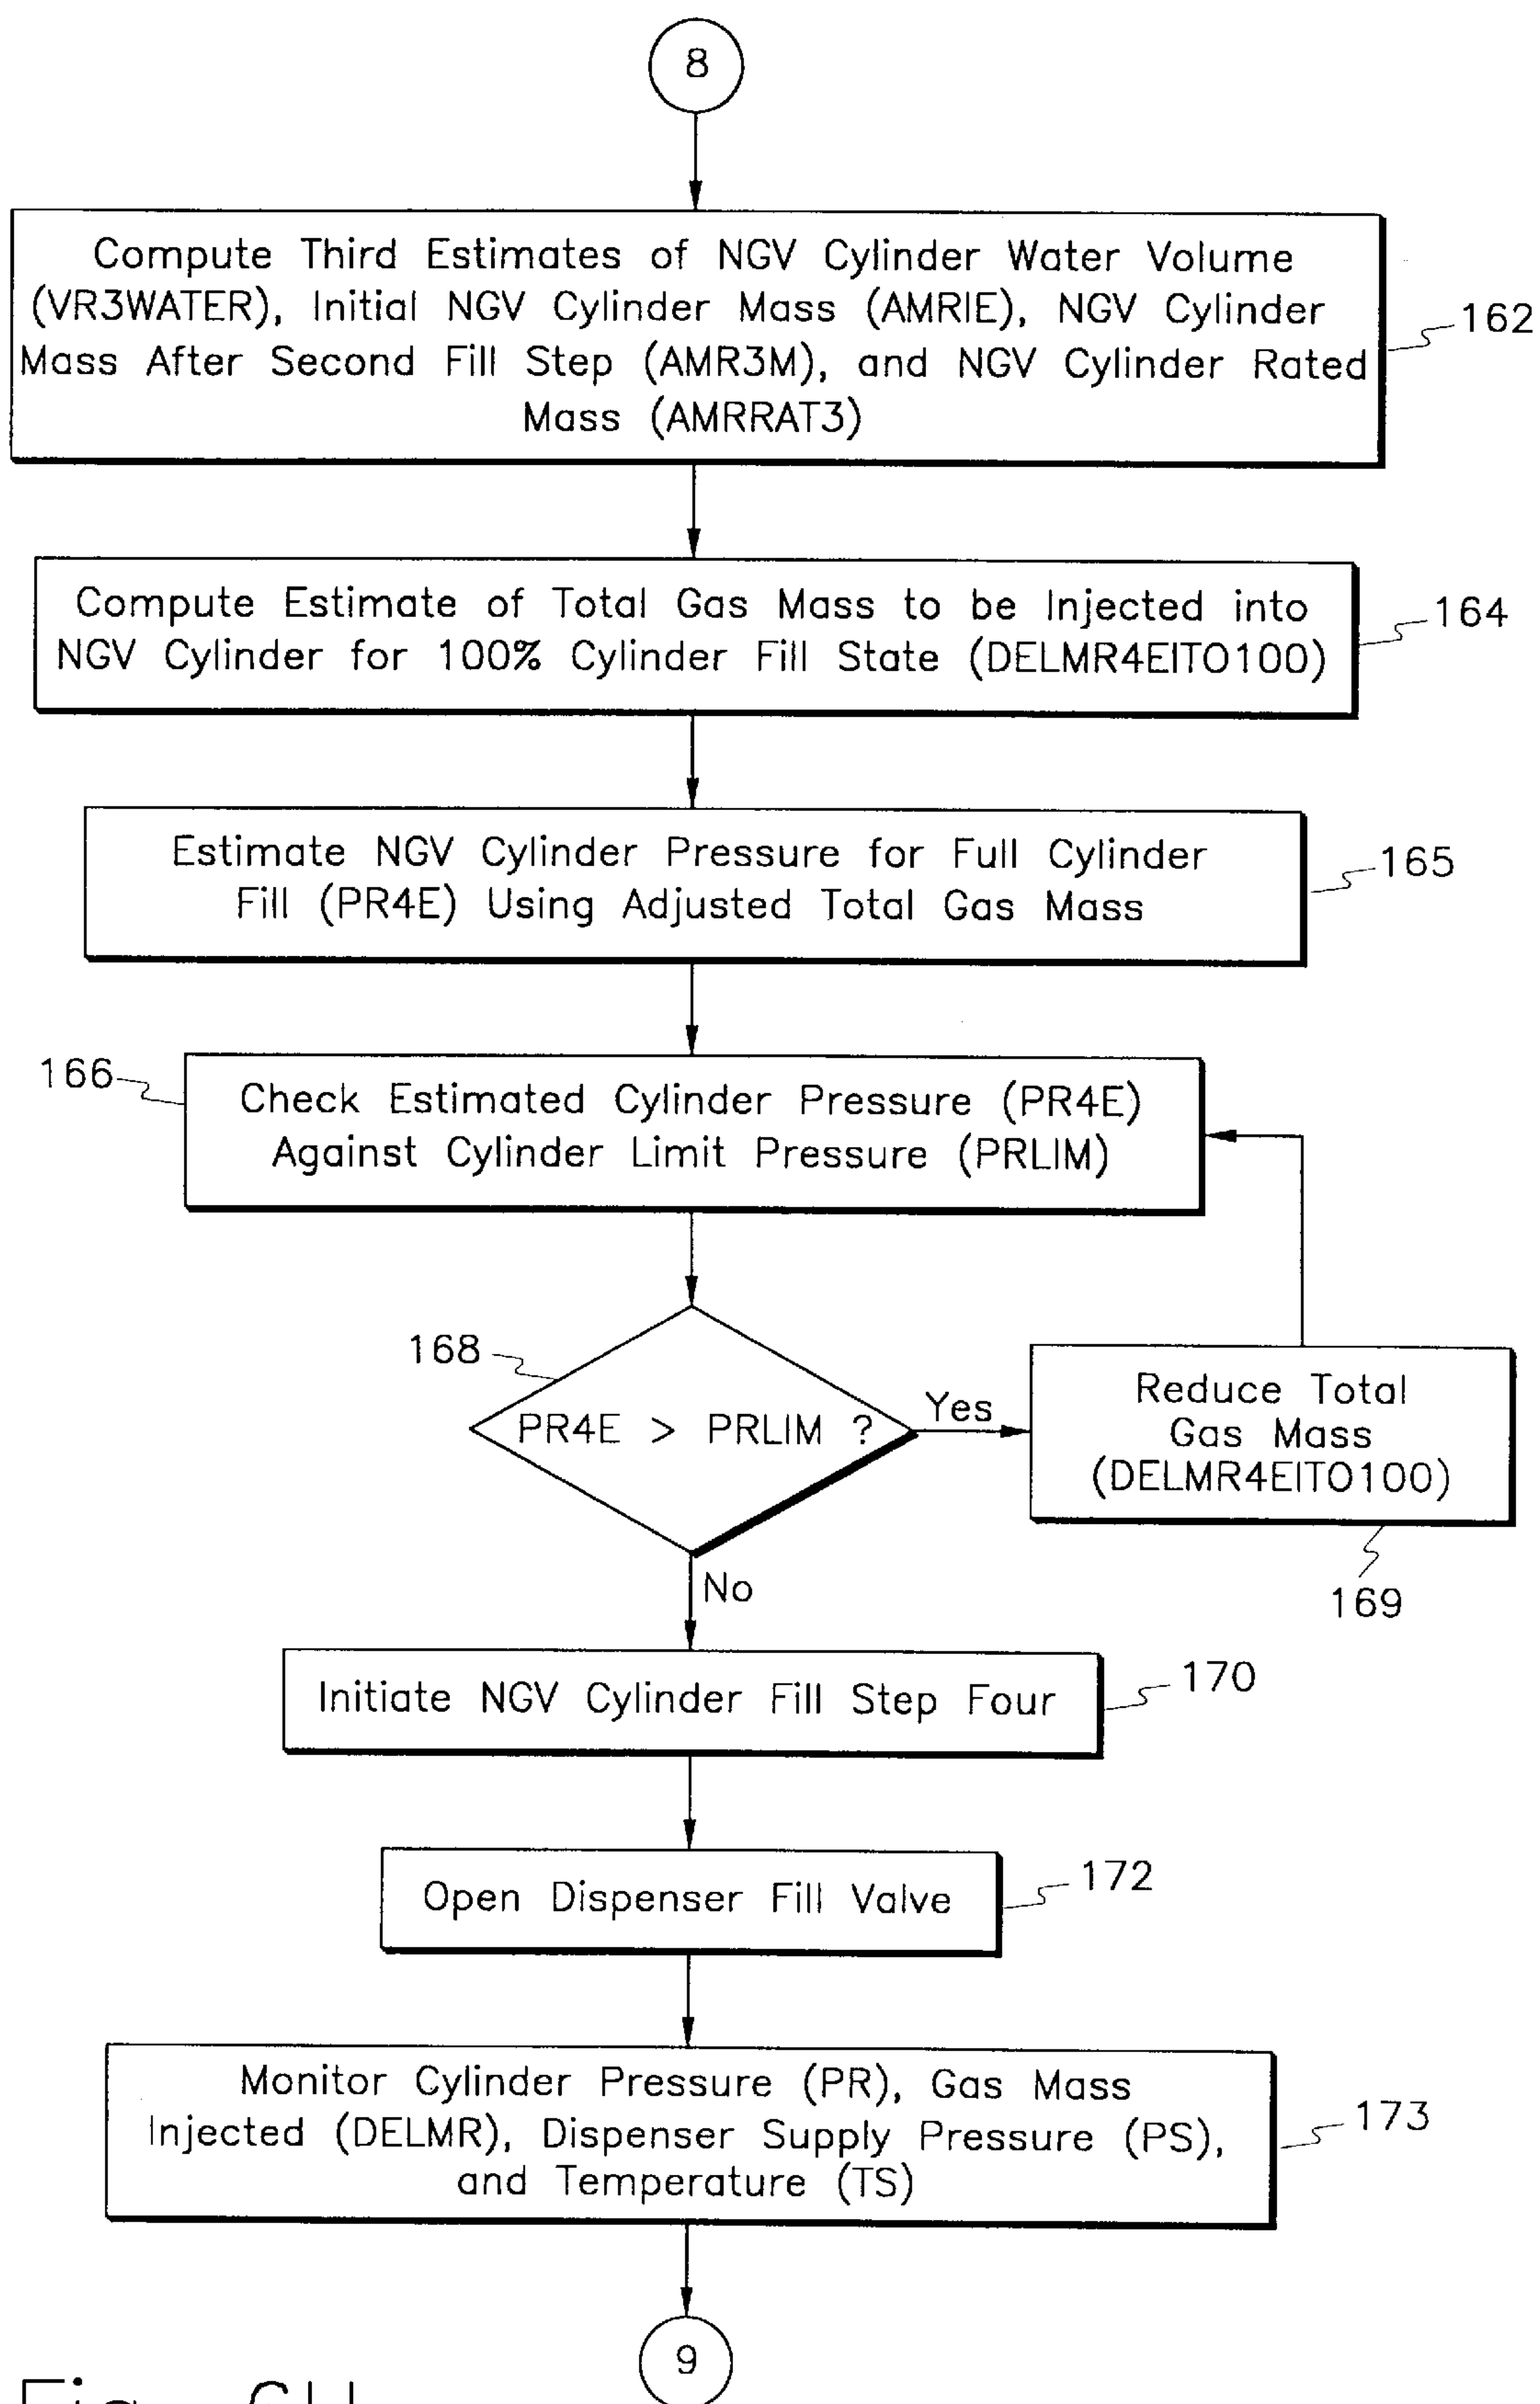 8
Compute Third Estimates of NGV Cylinder Water Volume
(VR3WATER), Initial NGV Cylinder Mass (AMRIE), NGV Cylinder
Mass After Second Fill Step (AMR3M), and NGV Cylinder Rated
Mass (AMRRAT3)
162
Compute Estimate of Total Gas Mass to be Injected into
NGV Cylinder for 100% Cylinder Fill State (DELMR4EITO100)
164
Estimate NGV Cylinder Pressure for Full Cylinder
Fill (PR4E) Using Adjusted Total Gas Mass
165
166
Check Estimated Cylinder Pressure (PR4E)
Against Cylinder Limit Pressure (PRLIM)
168
PR4E > PRLIM ?
Yes
Reduce Total
Gas Mass
(DELMR4EITO100)
169
No
Initiate NGV Cylinder Fill Step Four
170
Open Dispenser Fill Valve
172
Monitor Cylinder Pressure (PR), Gas Mass
Injected (DELMR), Dispenser Supply Pressure (PS),
and Temperature (TS)
173
9